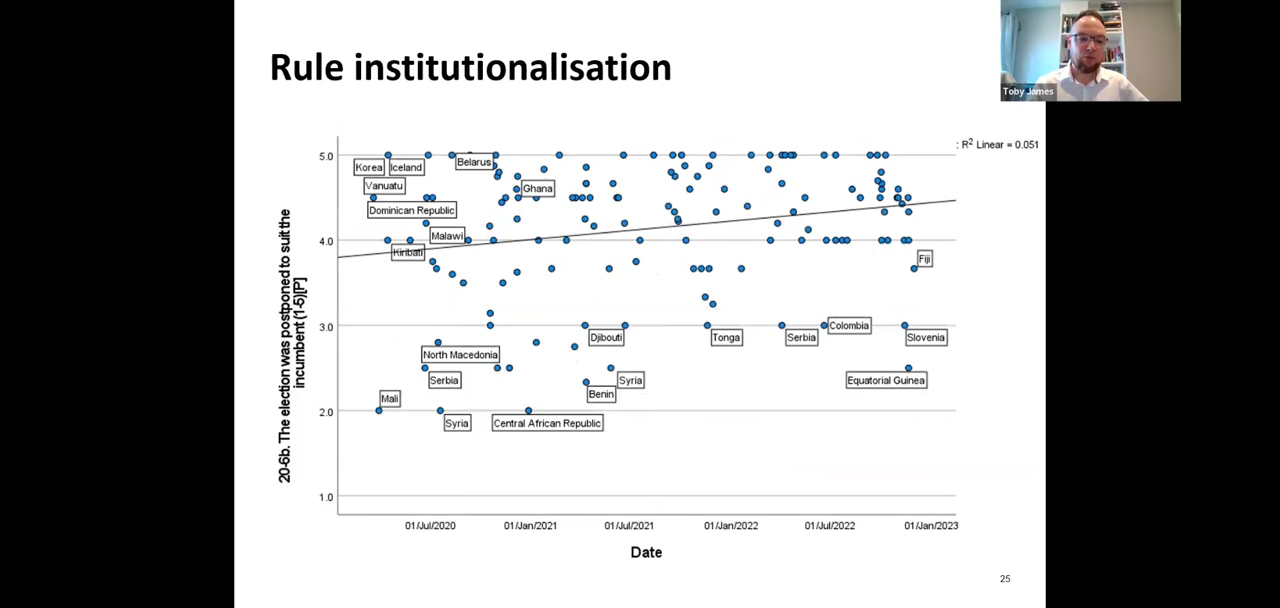 Rule institutionalisation
Toby James
: R2 Linear = 0.051
20-6b. The election was postponed to suit the
incumbent (1-5)[P]
5.0
4.0
3.0
2.0
1.0
Korea
Iceland
Belarus
Vanuatu
Ghana
Dominican Republic
Malawi
Kiribati
Fiji
Djibouti
Tonga
Serbia
Colombia
Slovenia
North Macedonia
Serbia
Syria
Benin
Equatorial Guinea
Mali
Syria
Central African Republic
01/Jul/2020
01/Jan/2021
01/Jul/2021
01/Jan/2022
01/Jul/2022
01/Jan/2023
Date
25